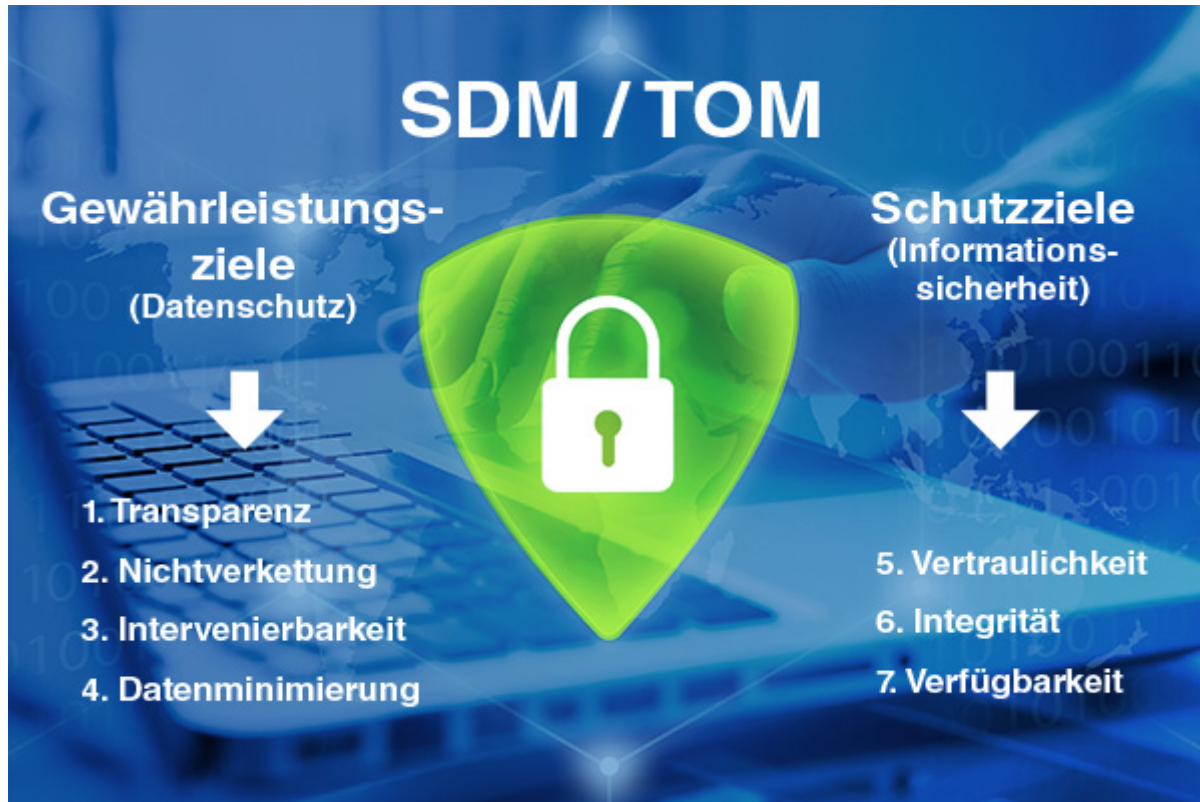 SDM / TOM
Gewährleistungs-
ziele
(Datenschutz)
1. Transparenz
2. Nichtverkettung
3. Intervenierbarkeit
4. Datenminimierung
Schutzziele
(Informations-
sicherheit)
5. Vertraulichkeit
6. Integrität
7. Verfügbarkeit